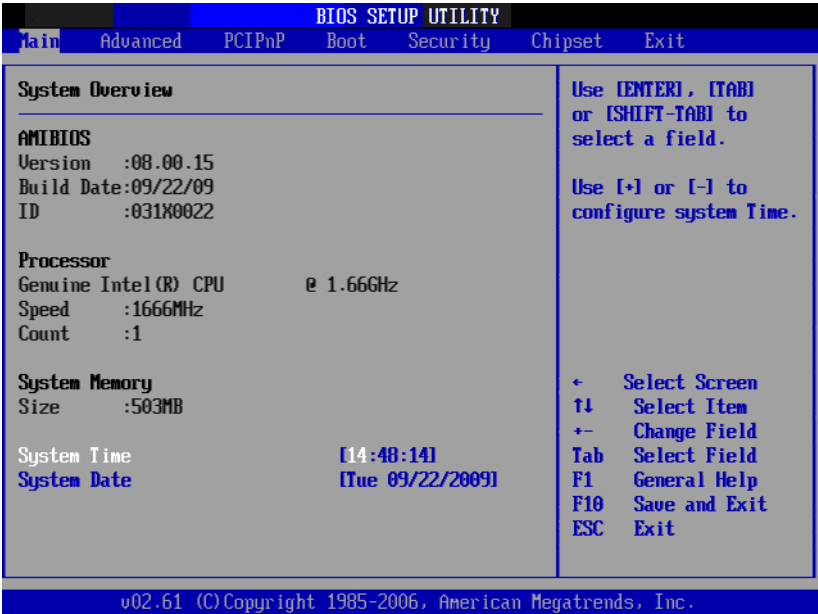 BIOS SETUP UTILITY
Main Advanced PCIPnP Boot Security Chipset Exit
System Overview
AMIBIOS
Version :08.00.15
Build Date:09/22/09
ID :031X0022
Processor
Genuine Intel(R) CPU @ 1.66GHz
Speed :1666MHz
Count :1
System Memory
Size :503MB
System Time [14:48:14]
System Date [Tue 09/22/2009]
Use [ENTER], [TAB]
or [SHIFT-TAB] to
select a field.
Use [+] or [-] to
configure system Time.
← Select Screen
↑↓ Select Item
+- Change Field
Tab Select Field
F1 General Help
F10 Save and Exit
ESC Exit
v02.61 (C)Copyright 1985-2006, American Megatrends, Inc.